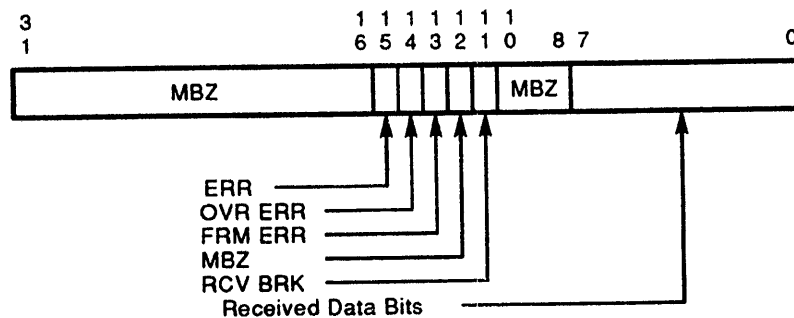 3 1 1 1 1 1 1 1
1 6 5 4 3 2 1 0 8 7 0
MBZ MBZ
ERR
OVR ERR
FRM ERR
MBZ
RCV BRK
Received Data Bits